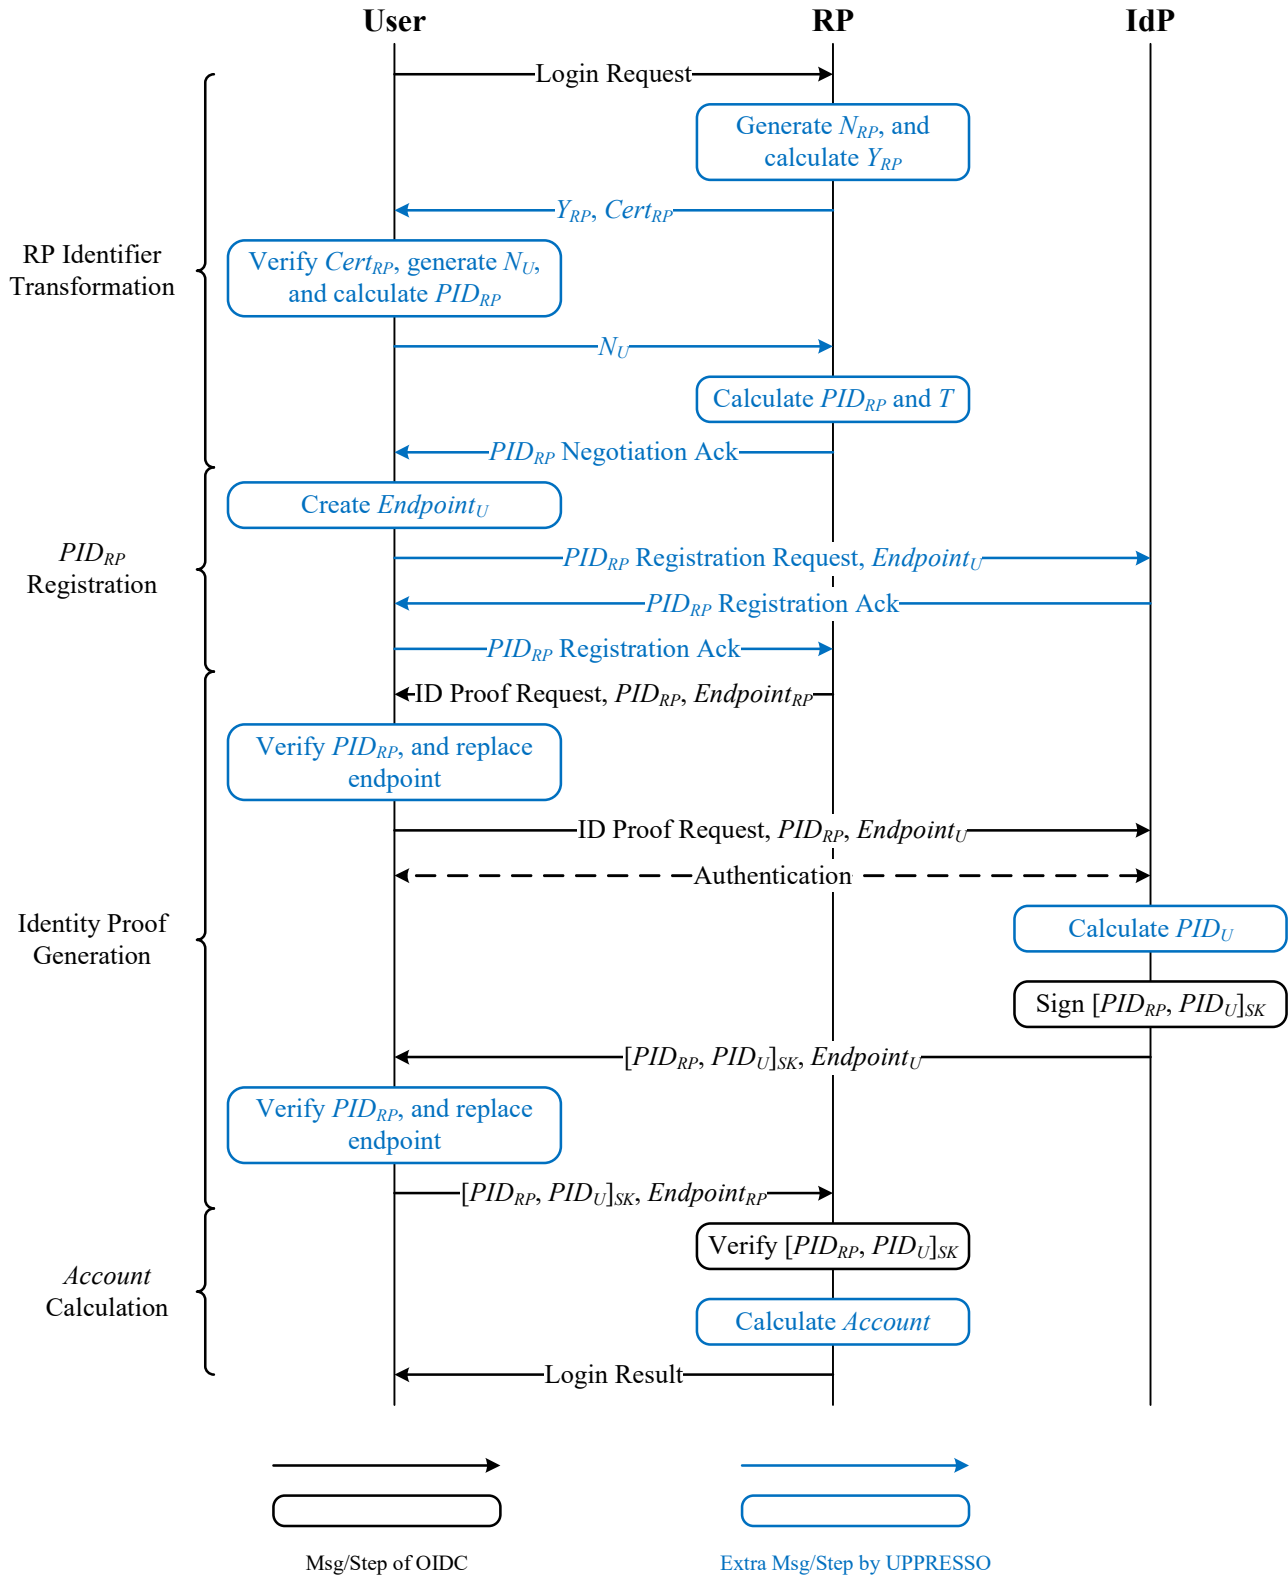 User RP IdP
Login Request
Generate N_RP, and
calculate Y_RP
Y_RP, Cert_RP
RP Identifier
Transformation
Verify Cert_RP, generate N_U,
and calculate PID_RP
N_U
Calculate PID_RP and T
PID_RP Negotiation Ack
Create Endpoint_U
PID_RP
Registration
PID_RP Registration Request, Endpoint_U
PID_RP Registration Ack
PID_RP Registration Ack
ID Proof Request, PID_RP, Endpoint_RP
Verify PID_RP, and replace
endpoint
ID Proof Request, PID_RP, Endpoint_U
Authentication
Identity Proof
Generation
Calculate PID_U
Sign [PID_RP, PID_U]_SK
[PID_RP, PID_U]_SK, Endpoint_U
Verify PID_RP, and replace
endpoint
[PID_RP, PID_U]_SK, Endpoint_RP
Verify [PID_RP, PID_U]_SK
Account
Calculation
Calculate Account
Login Result
Msg/Step of OIDC
Extra Msg/Step by UPPRESSO